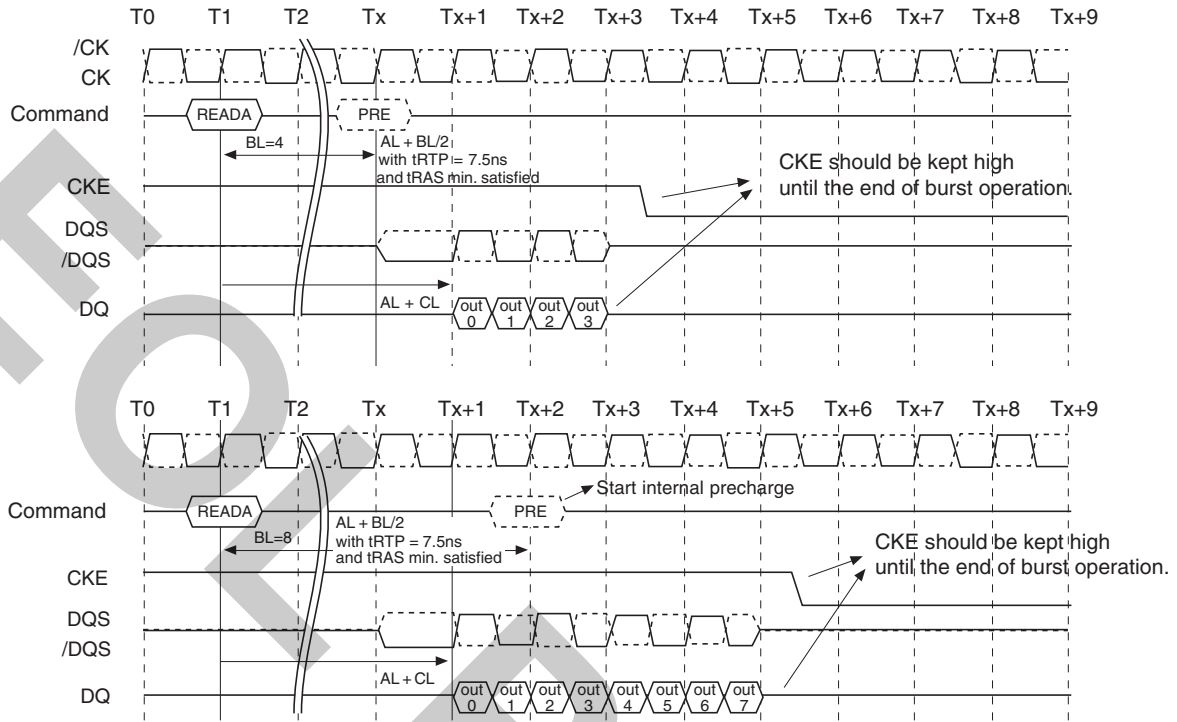 T0 T1 T2 Tx Tx+1 Tx+2 Tx+3 Tx+4 Tx+5 Tx+6 Tx+7 Tx+8 Tx+9
/CK
CK
Command READA PRE
BL=4 AL + BL/2
with tRTP = 7.5ns
and tRAS min. satisfied
CKE should be kept high
until the end of burst operation.
CKE
DQS
/DQS
AL + CL
DQ out 0 out 1 out 2 out 3
T0 T1 T2 Tx Tx+1 Tx+2 Tx+3 Tx+4 Tx+5 Tx+6 Tx+7 Tx+8 Tx+9
Start internal precharge
Command READA PRE
BL=8 AL + BL/2
with tRTP = 7.5ns
and tRAS min. satisfied
CKE should be kept high
until the end of burst operation.
CKE
DQS
/DQS
AL + CL
DQ out 0 out 1 out 2 out 3 out 4 out 5 out 6 out 7